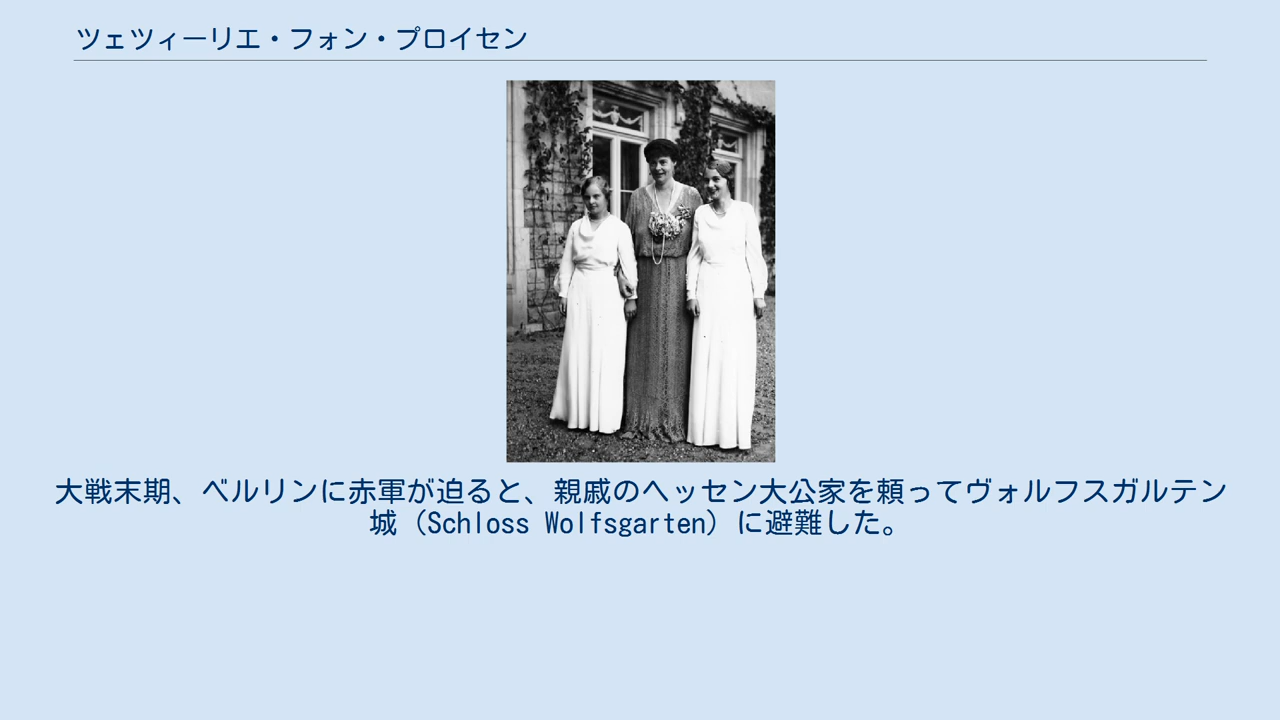 ツェツィーリエ・フォン・プロイセン
大戦末期、ベルリンに赤軍が迫ると、親戚のヘッセン大公家を頼ってヴォルフスガルテン
城（Schloss Wolfsgarten）に避難した。